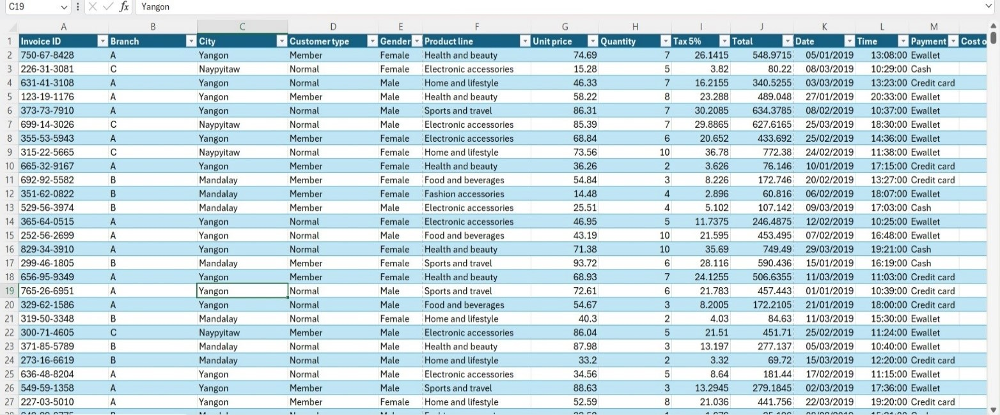 C19 fx Yangon
A B C D E F G H I J K L M
1 Invoice ID Branch City Customer type Gender Product line Unit price Quantity Tax 5% Total Date Time Payment Cost o
2 750-67-8428 A Yangon Member Female Health and beauty 74.69 7 26.1415 548.9715 05/01/2019 13:08:00 Ewallet
3 226-31-3081 C Naypyitaw Normal Female Electronic accessories 15.28 5 3.82 80.22 08/03/2019 10:29:00 Cash
4 631-41-3108 A Yangon Normal Male Home and lifestyle 46.33 7 16.2155 340.5255 03/03/2019 13:23:00 Credit card
5 123-19-1176 A Yangon Member Male Health and beauty 58.22 8 23.288 489.048 27/01/2019 20:33:00 Ewallet
6 373-73-7910 A Yangon Normal Male Sports and travel 86.31 7 30.2085 634.3785 08/02/2019 10:37:00 Ewallet
7 699-14-3026 C Naypyitaw Normal Male Electronic accessories 85.39 7 29.8865 627.6165 25/03/2019 18:30:00 Ewallet
8 355-53-5943 A Yangon Member Female Electronic accessories 68.84 6 20.652 433.692 25/02/2019 14:36:00 Ewallet
9 315-22-5665 C Naypyitaw Normal Female Home and lifestyle 73.56 10 36.78 772.38 24/02/2019 11:38:00 Ewallet
10 665-32-9167 A Yangon Member Female Health and beauty 36.26 2 3.626 76.146 10/01/2019 17:15:00 Credit card
11 692-92-5582 B Mandalay Member Female Food and beverages 54.84 3 8.226 172.746 20/02/2019 13:27:00 Credit card
12 351-62-0822 B Mandalay Member Female Fashion accessories 14.48 4 2.896 60.816 06/02/2019 18:07:00 Ewallet
13 529-56-3974 B Mandalay Member Male Electronic accessories 25.51 4 5.102 107.142 09/03/2019 17:03:00 Cash
14 365-64-0515 A Yangon Normal Female Electronic accessories 46.95 5 11.7375 246.4875 12/02/2019 10:25:00 Ewallet
15 252-56-2699 A Yangon Normal Male Food and beverages 43.19 10 21.595 453.495 07/02/2019 16:48:00 Ewallet
16 829-34-3910 A Yangon Normal Female Health and beauty 71.38 10 35.69 749.49 29/03/2019 19:21:00 Cash
17 299-46-1805 B Mandalay Member Female Sports and travel 93.72 6 28.116 590.436 15/01/2019 16:19:00 Cash
18 656-95-9349 A Yangon Member Female Health and beauty 68.93 7 24.1255 506.6355 11/03/2019 11:03:00 Credit card
19 765-26-6951 A Yangon Normal Male Sports and travel 72.61 6 21.783 457.443 01/01/2019 10:39:00 Credit card
20 329-62-1586 A Yangon Normal Male Food and beverages 54.67 3 8.2005 172.2105 21/01/2019 18:00:00 Credit card
21 319-50-3348 B Mandalay Normal Female Home and lifestyle 40.3 2 4.03 84.63 11/03/2019 15:30:00 Ewallet
22 300-71-4605 C Naypyitaw Member Male Electronic accessories 86.04 5 21.51 451.71 25/02/2019 11:24:00 Ewallet
23 371-85-5789 B Mandalay Normal Male Health and beauty 87.98 3 13.197 277.137 05/03/2019 10:40:00 Ewallet
24 273-16-6619 B Mandalay Normal Male Home and lifestyle 33.2 2 3.32 69.72 15/03/2019 12:20:00 Credit card
25 636-48-8204 A Yangon Normal Male Electronic accessories 34.56 5 8.64 181.44 17/02/2019 11:15:00 Ewallet
26 549-59-1358 A Yangon Member Male Sports and travel 88.63 3 13.2945 279.1845 02/03/2019 17:36:00 Ewallet
27 227-03-5010 A Yangon Member Female Home and lifestyle 52.59 8 21.036 441.756 22/03/2019 19:20:00 Credit card